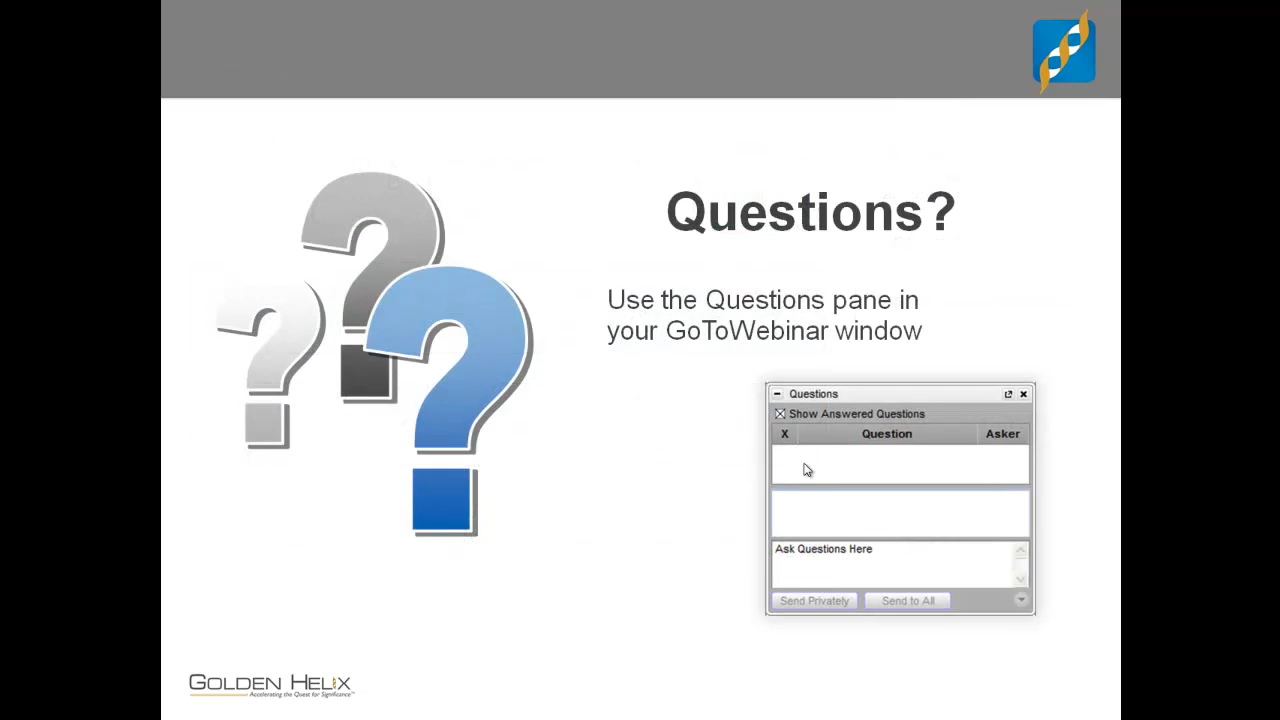 Questions?
Use the Questions pane in
your GoToWebinar window
Questions
Show Answered Questions
X Question Asker
Ask Questions Here
Send Privately Send to All
GOLDEN HELIX
Accelerating the Quest for Significance™